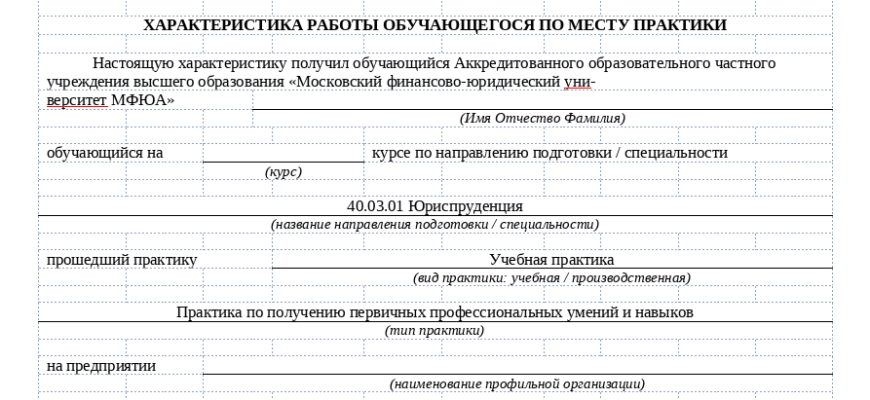 ХАРАКТЕРИСТИКА РАБОТЫ ОБУЧАЮЩЕГОСЯ ПО МЕСТУ ПРАКТИКИ
Настоящую характеристику получил обучающийся Аккредитованного образовательного частного
учреждения высшего образования «Московский финансово-юридический уни-
верситет МФЮА»
(Имя Отчество Фамилия)
обучающийся на курсе по направлению подготовки / специальности
(курс)
40.03.01 Юриспруденция
(название направления подготовки / специальности)
прошедший практику Учебная практика
(вид практики: учебная / производственная)
Практика по получению первичных профессиональных умений и навыков
(тип практики)
на предприятии
(наименование профильной организации)